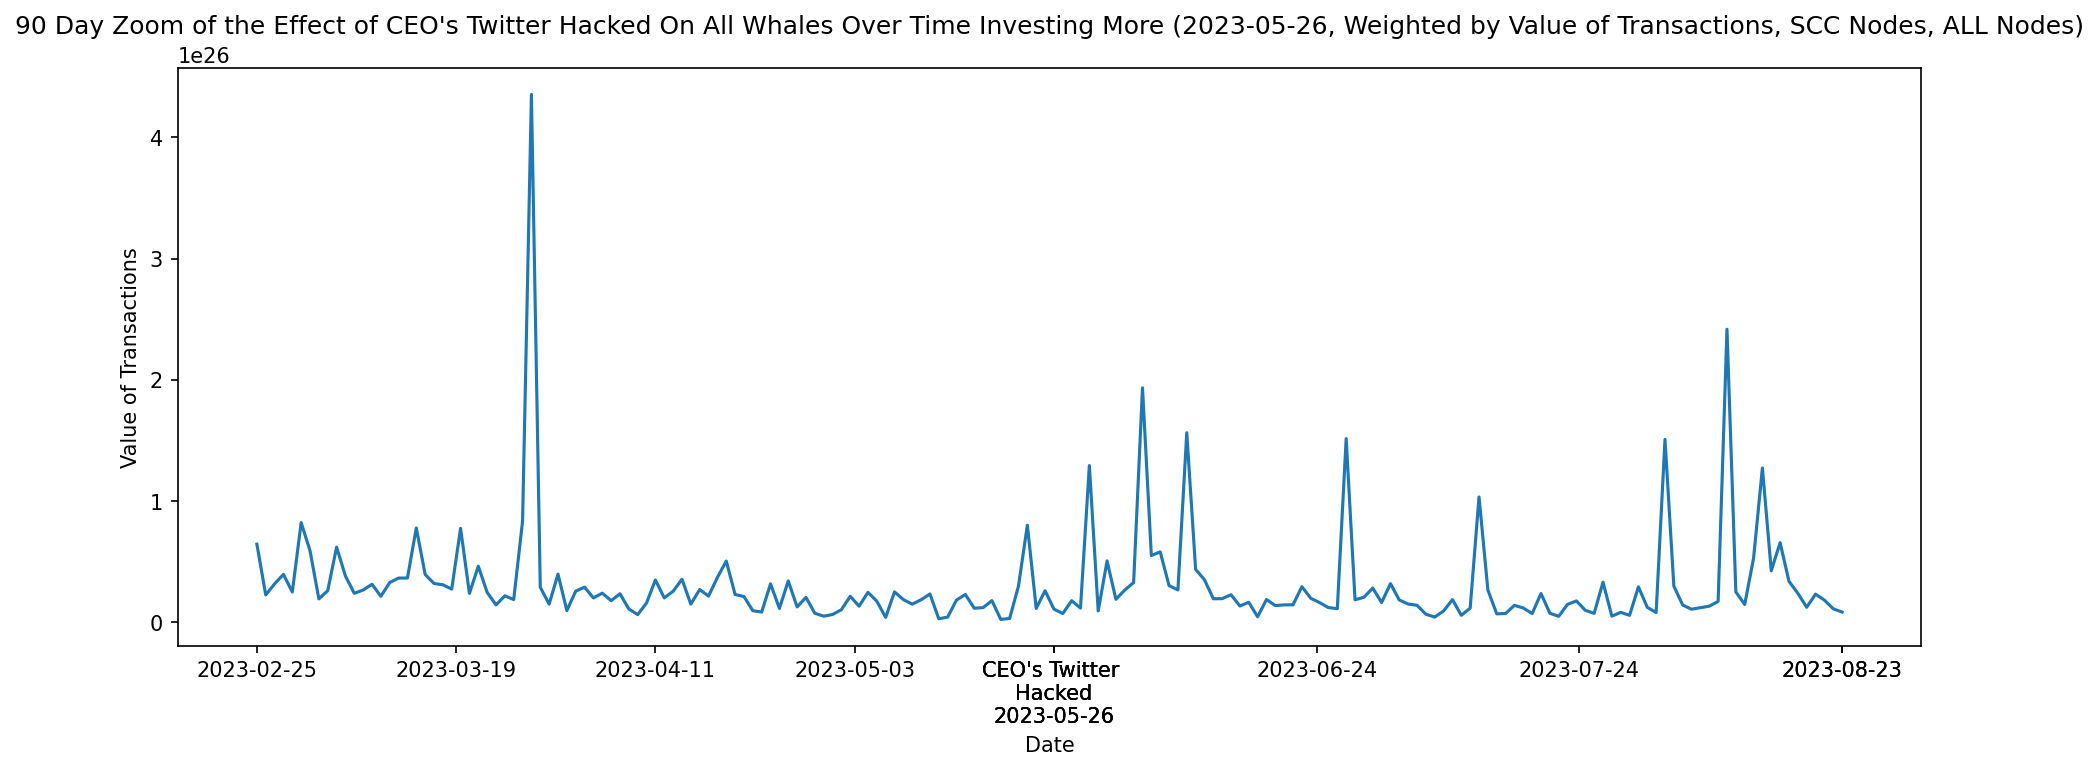 90 Day Zoom of the Effect of CEO's Twitter Hacked On All Whales Over Time Investing More (2023-05-26, Weighted by Value of Transactions, SCC Nodes, ALL Nodes)
1e26
4
3
2
1
0
Value of Transactions
2023-02-25 2023-03-19 2023-04-11 2023-05-03 CEO's Twitter 2023-06-24 2023-07-24 2023-08-23
Hacked
2023-05-26
Date